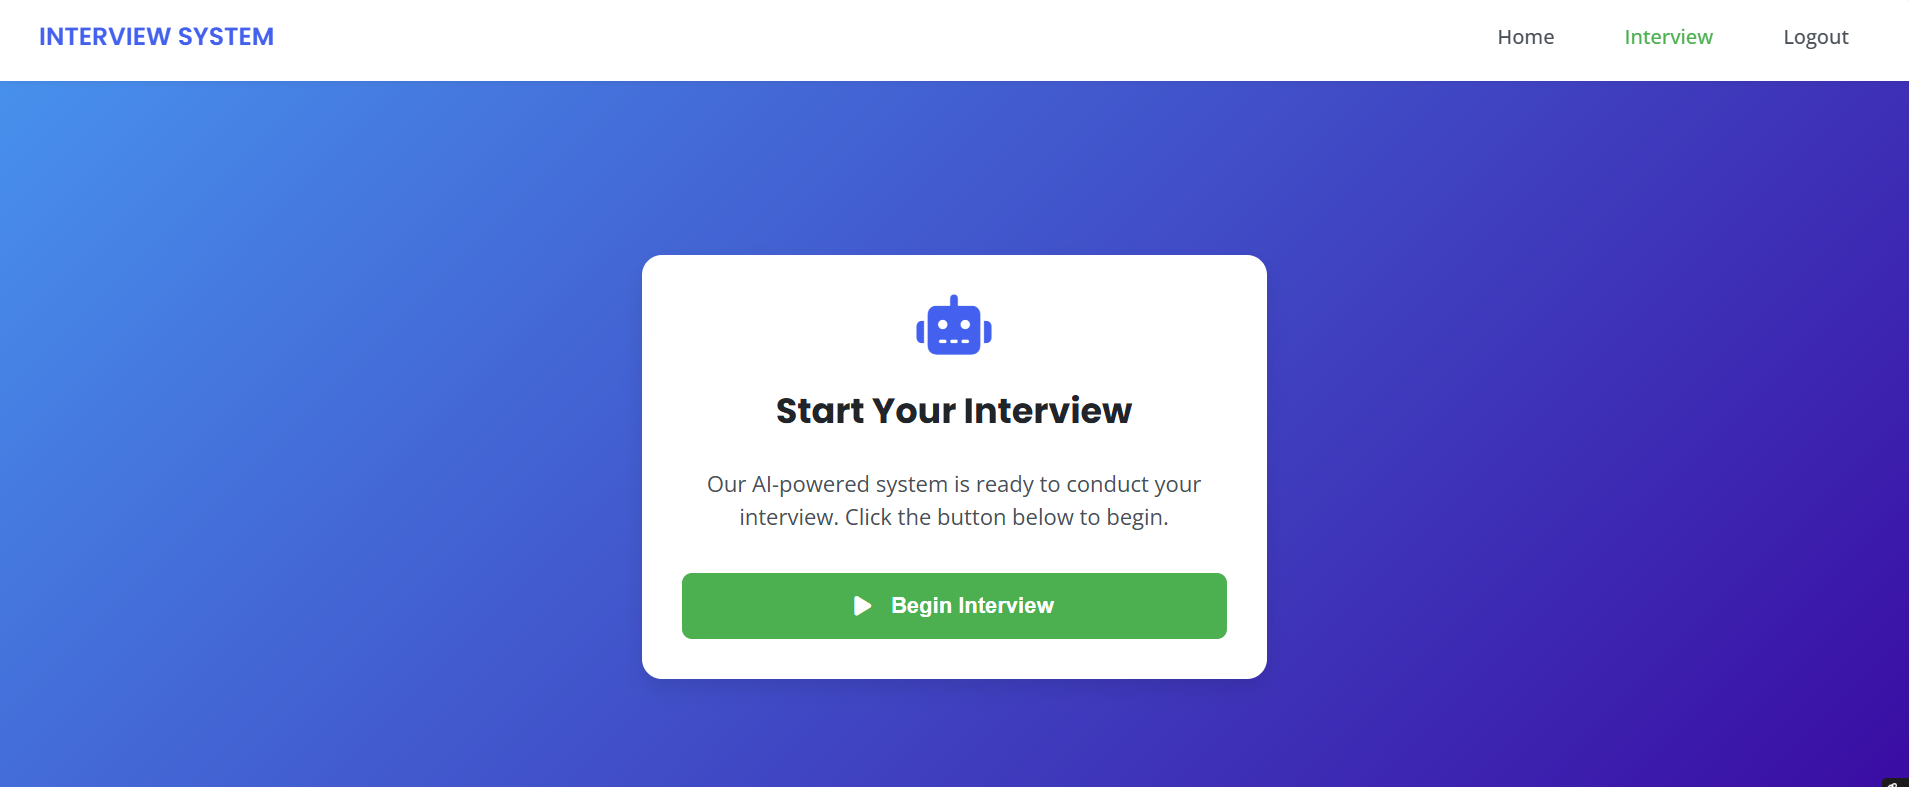 INTERVIEW SYSTEM
Home
Interview
Logout
Start Your Interview
Our AI-powered system is ready to conduct your
interview. Click the button below to begin.
Begin Interview